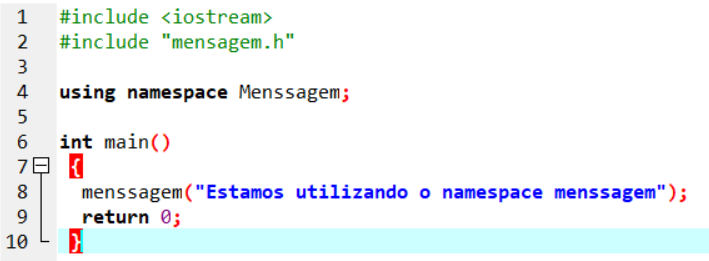 1 #include <iostream>
2 #include "mensagem.h"
3
4 using namespace Menssagem;
5
6 int main()
7 {
8 menssagem("Estamos utilizando o namespace menssagem");
9 return 0;
10 }